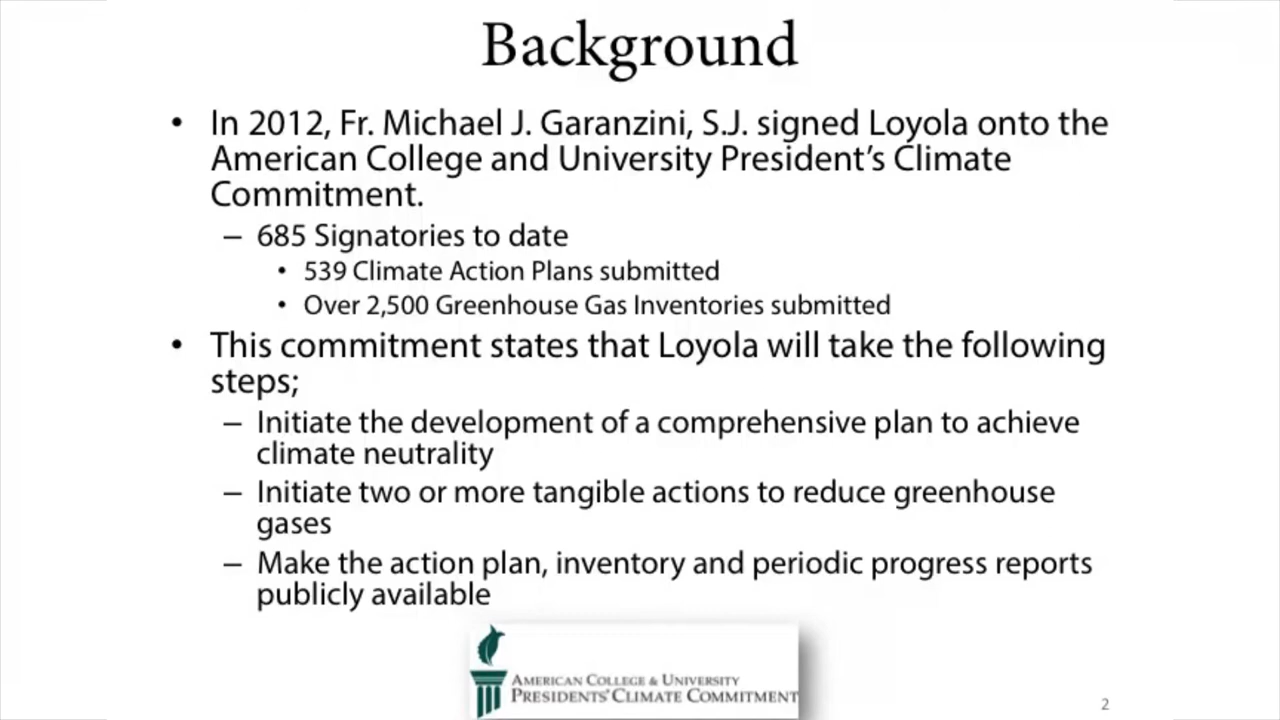 Background
• In 2012, Fr. Michael J. Garanzini, S.J. signed Loyola onto the
American College and University President's Climate
Commitment.
– 685 Signatories to date
• 539 Climate Action Plans submitted
• Over 2,500 Greenhouse Gas Inventories submitted
• This commitment states that Loyola will take the following
steps;
– Initiate the development of a comprehensive plan to achieve
climate neutrality
– Initiate two or more tangible actions to reduce greenhouse
gases
– Make the action plan, inventory and periodic progress reports
publicly available
AMERICAN COLLEGE & UNIVERSITY
PRESIDENTS' CLIMATE COMMITMENT
2